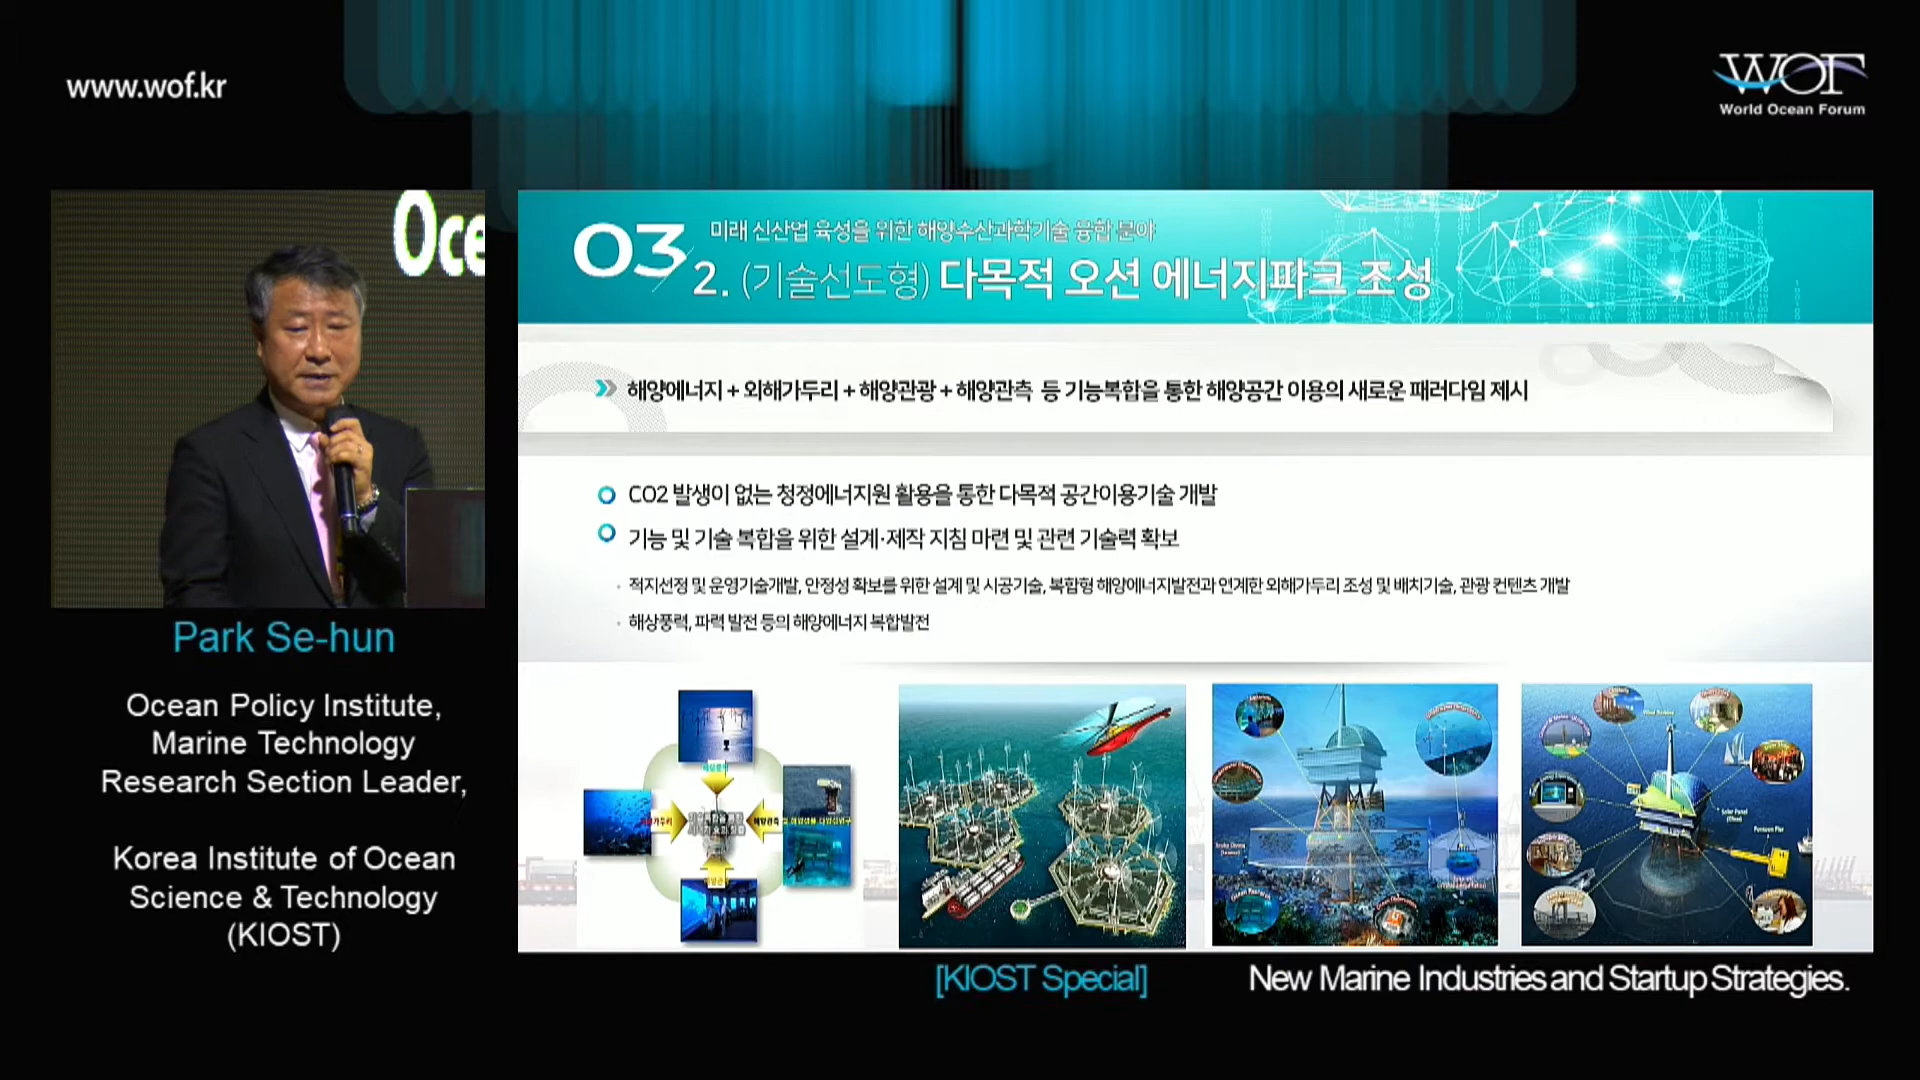 www.wof.kr
WOF
World Ocean Forum
Oce
03
미래 신산업 육성을 위한 해양수산과학기술 융합 분야
2. (기술선도형) 다목적 오션 에너지파크 조성
해양에너지 + 외해가두리 + 해양관광 + 해양관측 등 기능복합을 통한 해양공간 이용의 새로운 패러다임 제시
CO2 발생이 없는 청정에너지원 활용을 통한 다목적 공간이용기술 개발
기능 및 기술 복합을 위한 설계·제작 지침 마련 및 관련 기술력 확보
· 적지선정 및 운영기술개발, 안정성 확보를 위한 설계 및 시공기술, 복합형 해양에너지발전과 연계한 외해가두리 조성 및 배치기술, 관광 컨텐츠 개발
· 해상풍력, 파력 발전 등의 해양에너지 복합발전
해양관측
Park Se-hun
Ocean Policy Institute,
Marine Technology
Research Section Leader,
Korea Institute of Ocean
Science & Technology
(KIOST)
[KIOST Special]
New Marine Industries and Startup Strategies.